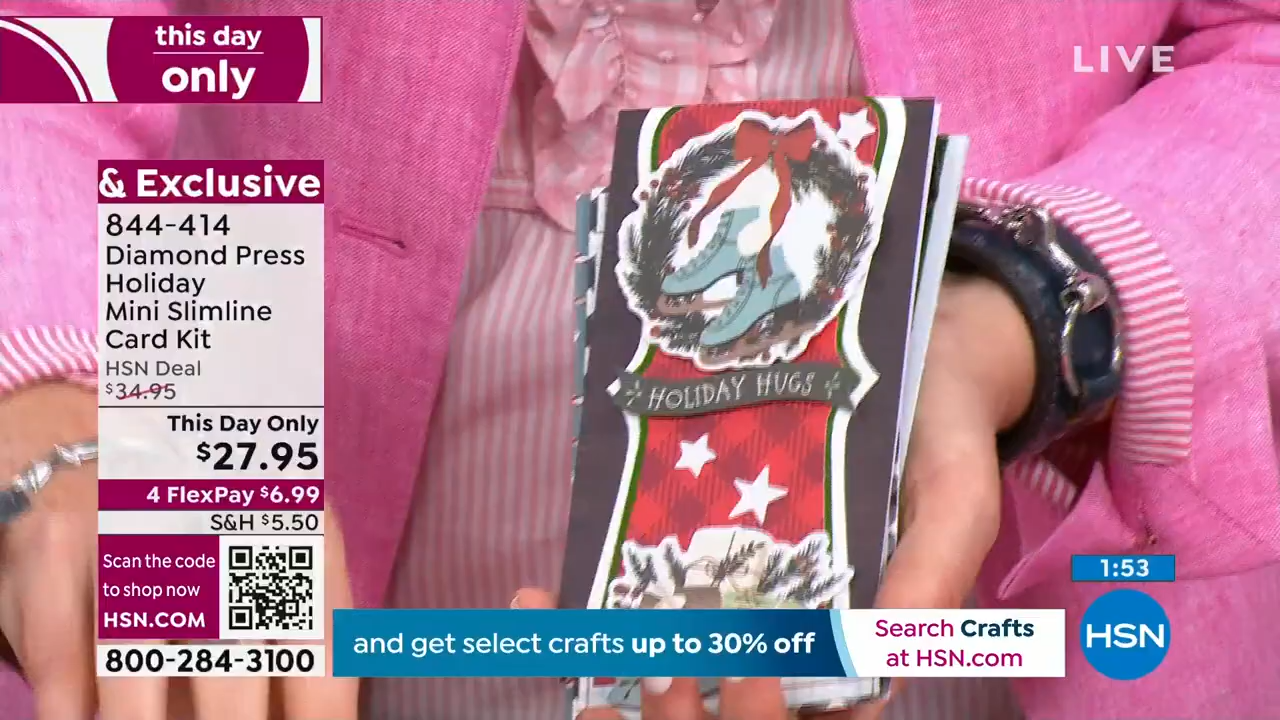 this day
only
LIVE
& Exclusive
844-414
Diamond Press
Holiday
Mini Slimline
Card Kit
HSN Deal
$34.95
This Day Only
$27.95
4 FlexPay $6.99
S&H $5.50
Scan the code
to shop now
HSN.COM
800-284-3100
HOLIDAY HUGS
and get select crafts up to 30% off
Search Crafts
at HSN.com
1:53
HSN